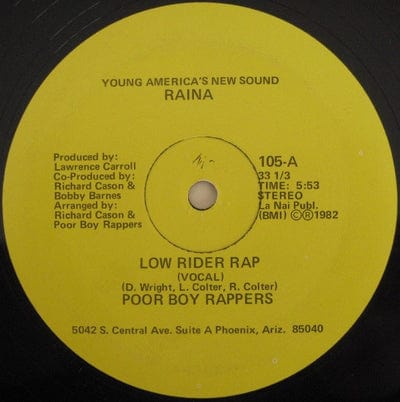 YOUNG AMERICA'S NEW SOUND
RAINA
Produced by:
Lawrence Carroll
Co-Produced by:
Richard Cason &
Bobby Barnes
Arranged by:
Richard Cason &
Poor Boy Rappers
105-A
33 1/3
TIME: 5:53
STEREO
La Nai Publ.
(BMI) ©℗1982
LOW RIDER RAP
(VOCAL)
(D. Wright, L. Colter, R. Colter)
POOR BOY RAPPERS
5042 S. Central Ave. Suite A Phoenix, Ariz. 85040